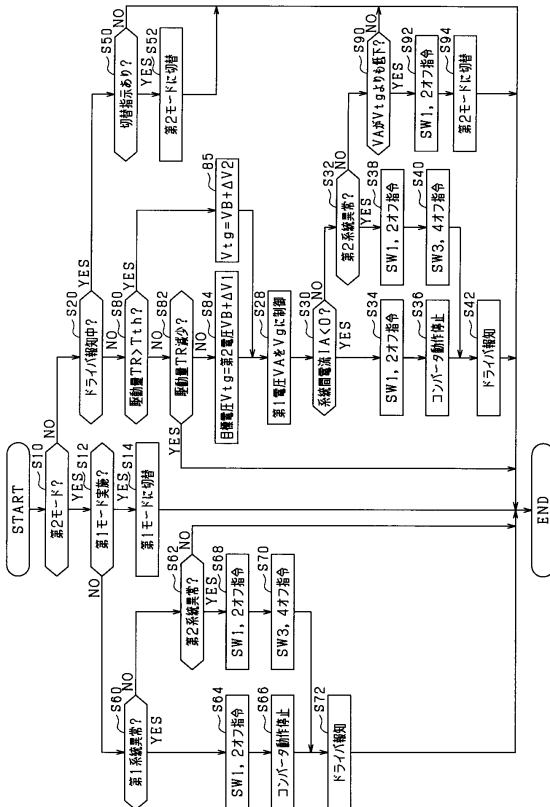 START
S10
第2モード?
NO
YES
S12
第1モード実施?
NO
YES
S14
第1モードに切替
S20
ドライバ報知中?
YES
NO
S50
切替指示あり?
NO
YES
S52
第2モードに切替
S80
駆動量TR>Tth?
YES
NO
S82
駆動量TR減少?
YES
NO
S84
目標電圧Vtg=第2電圧VB+ΔV1
85
Vtg=VB+ΔV2
S28
第1電圧VAをVgに制御
S30
系統間電流IA<0?
NO
YES
S32
第2系統異常?
NO
YES
S34
SW1, 2オフ指令
S36
コンバータ動作停止
S38
SW1, 2オフ指令
S40
SW3, 4オフ指令
S42
ドライバ報知
S90
VAがVtgよりも低下?
NO
YES
S92
SW1, 2オフ指令
S94
第2モードに切替
S60
第1系統異常?
NO
YES
S62
第2系統異常?
NO
YES
S64
SW1, 2オフ指令
S66
コンバータ動作停止
S68
SW1, 2オフ指令
S70
SW3, 4オフ指令
S72
ドライバ報知
END